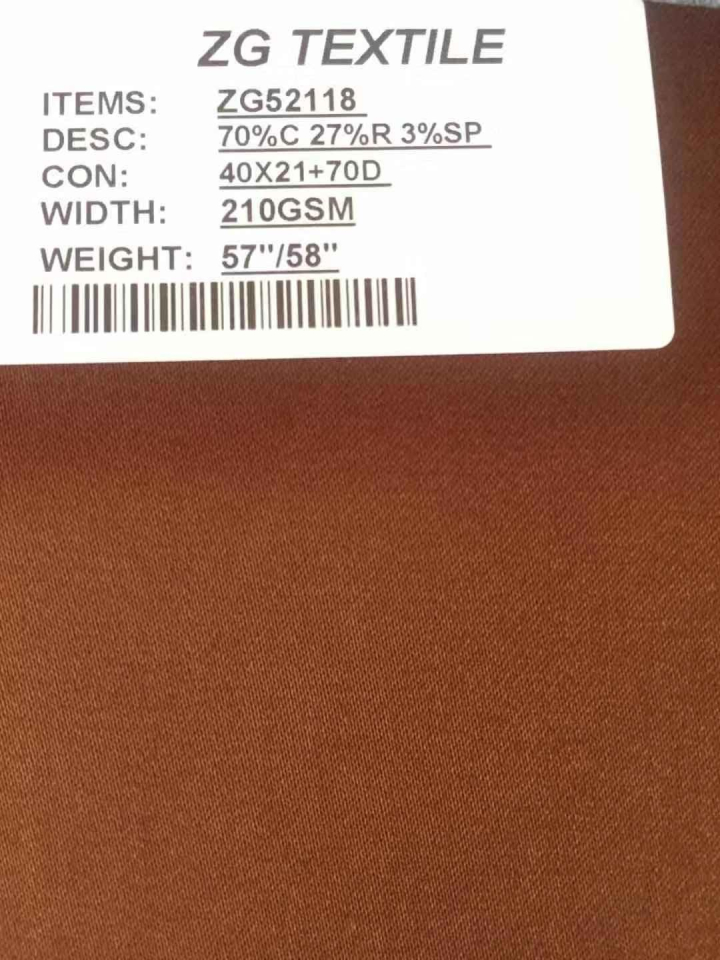 ZG TEXTILE
ITEMS: ZG52118
DESC: 70%C 27%R 3%SP
CON: 40X21+70D
WIDTH: 210GSM
WEIGHT: 57"/58"